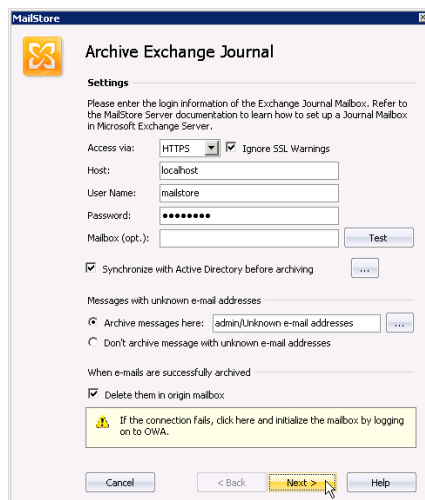 MailStore
Archive Exchange Journal
Settings
Please enter the login information of the Exchange Journal Mailbox. Refer to
the MailStore Server documentation to learn how to set up a Journal Mailbox
in Microsoft Exchange Server.
Access via: HTTPS Ignore SSL Warnings
Host: localhost
User Name: mailstore
Password: ●●●●●●●●
Mailbox (opt.): Test
Synchronize with Active Directory before archiving ...
Messages with unknown e-mail addresses
Archive messages here: admin/Unknown e-mail addresses ...
Don't archive message with unknown e-mail addresses
When e-mails are successfully archived
Delete them in origin mailbox
If the connection fails, click here and initialize the mailbox by logging
on to OWA.
Cancel < Back Next > Help